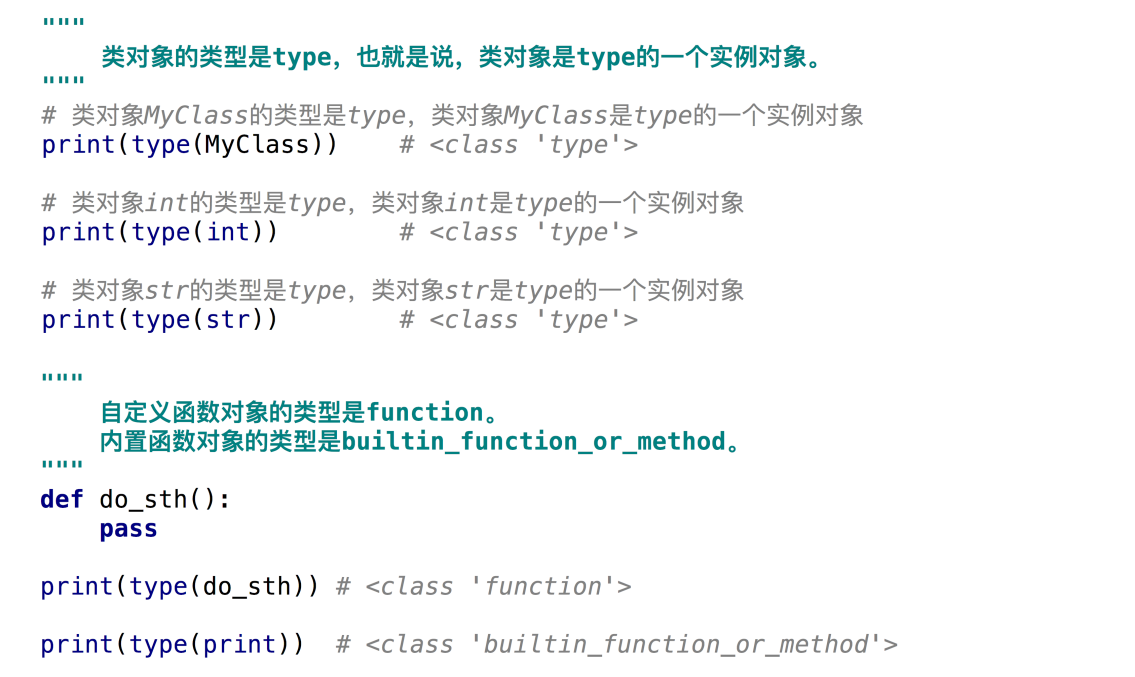 """
    类对象的类型是type，也就是说，类对象是type的一个实例对象。
"""
# 类对象MyClass的类型是type，类对象MyClass是type的一个实例对象
print(type(MyClass))    # <class 'type'>
# 类对象int的类型是type，类对象int是type的一个实例对象
print(type(int))        # <class 'type'>
# 类对象str的类型是type，类对象str是type的一个实例对象
print(type(str))        # <class 'type'>
"""
    自定义函数对象的类型是function。
    内置函数对象的类型是builtin_function_or_method。
"""
def do_sth():
    pass
print(type(do_sth)) # <class 'function'>
print(type(print))  # <class 'builtin_function_or_method'>